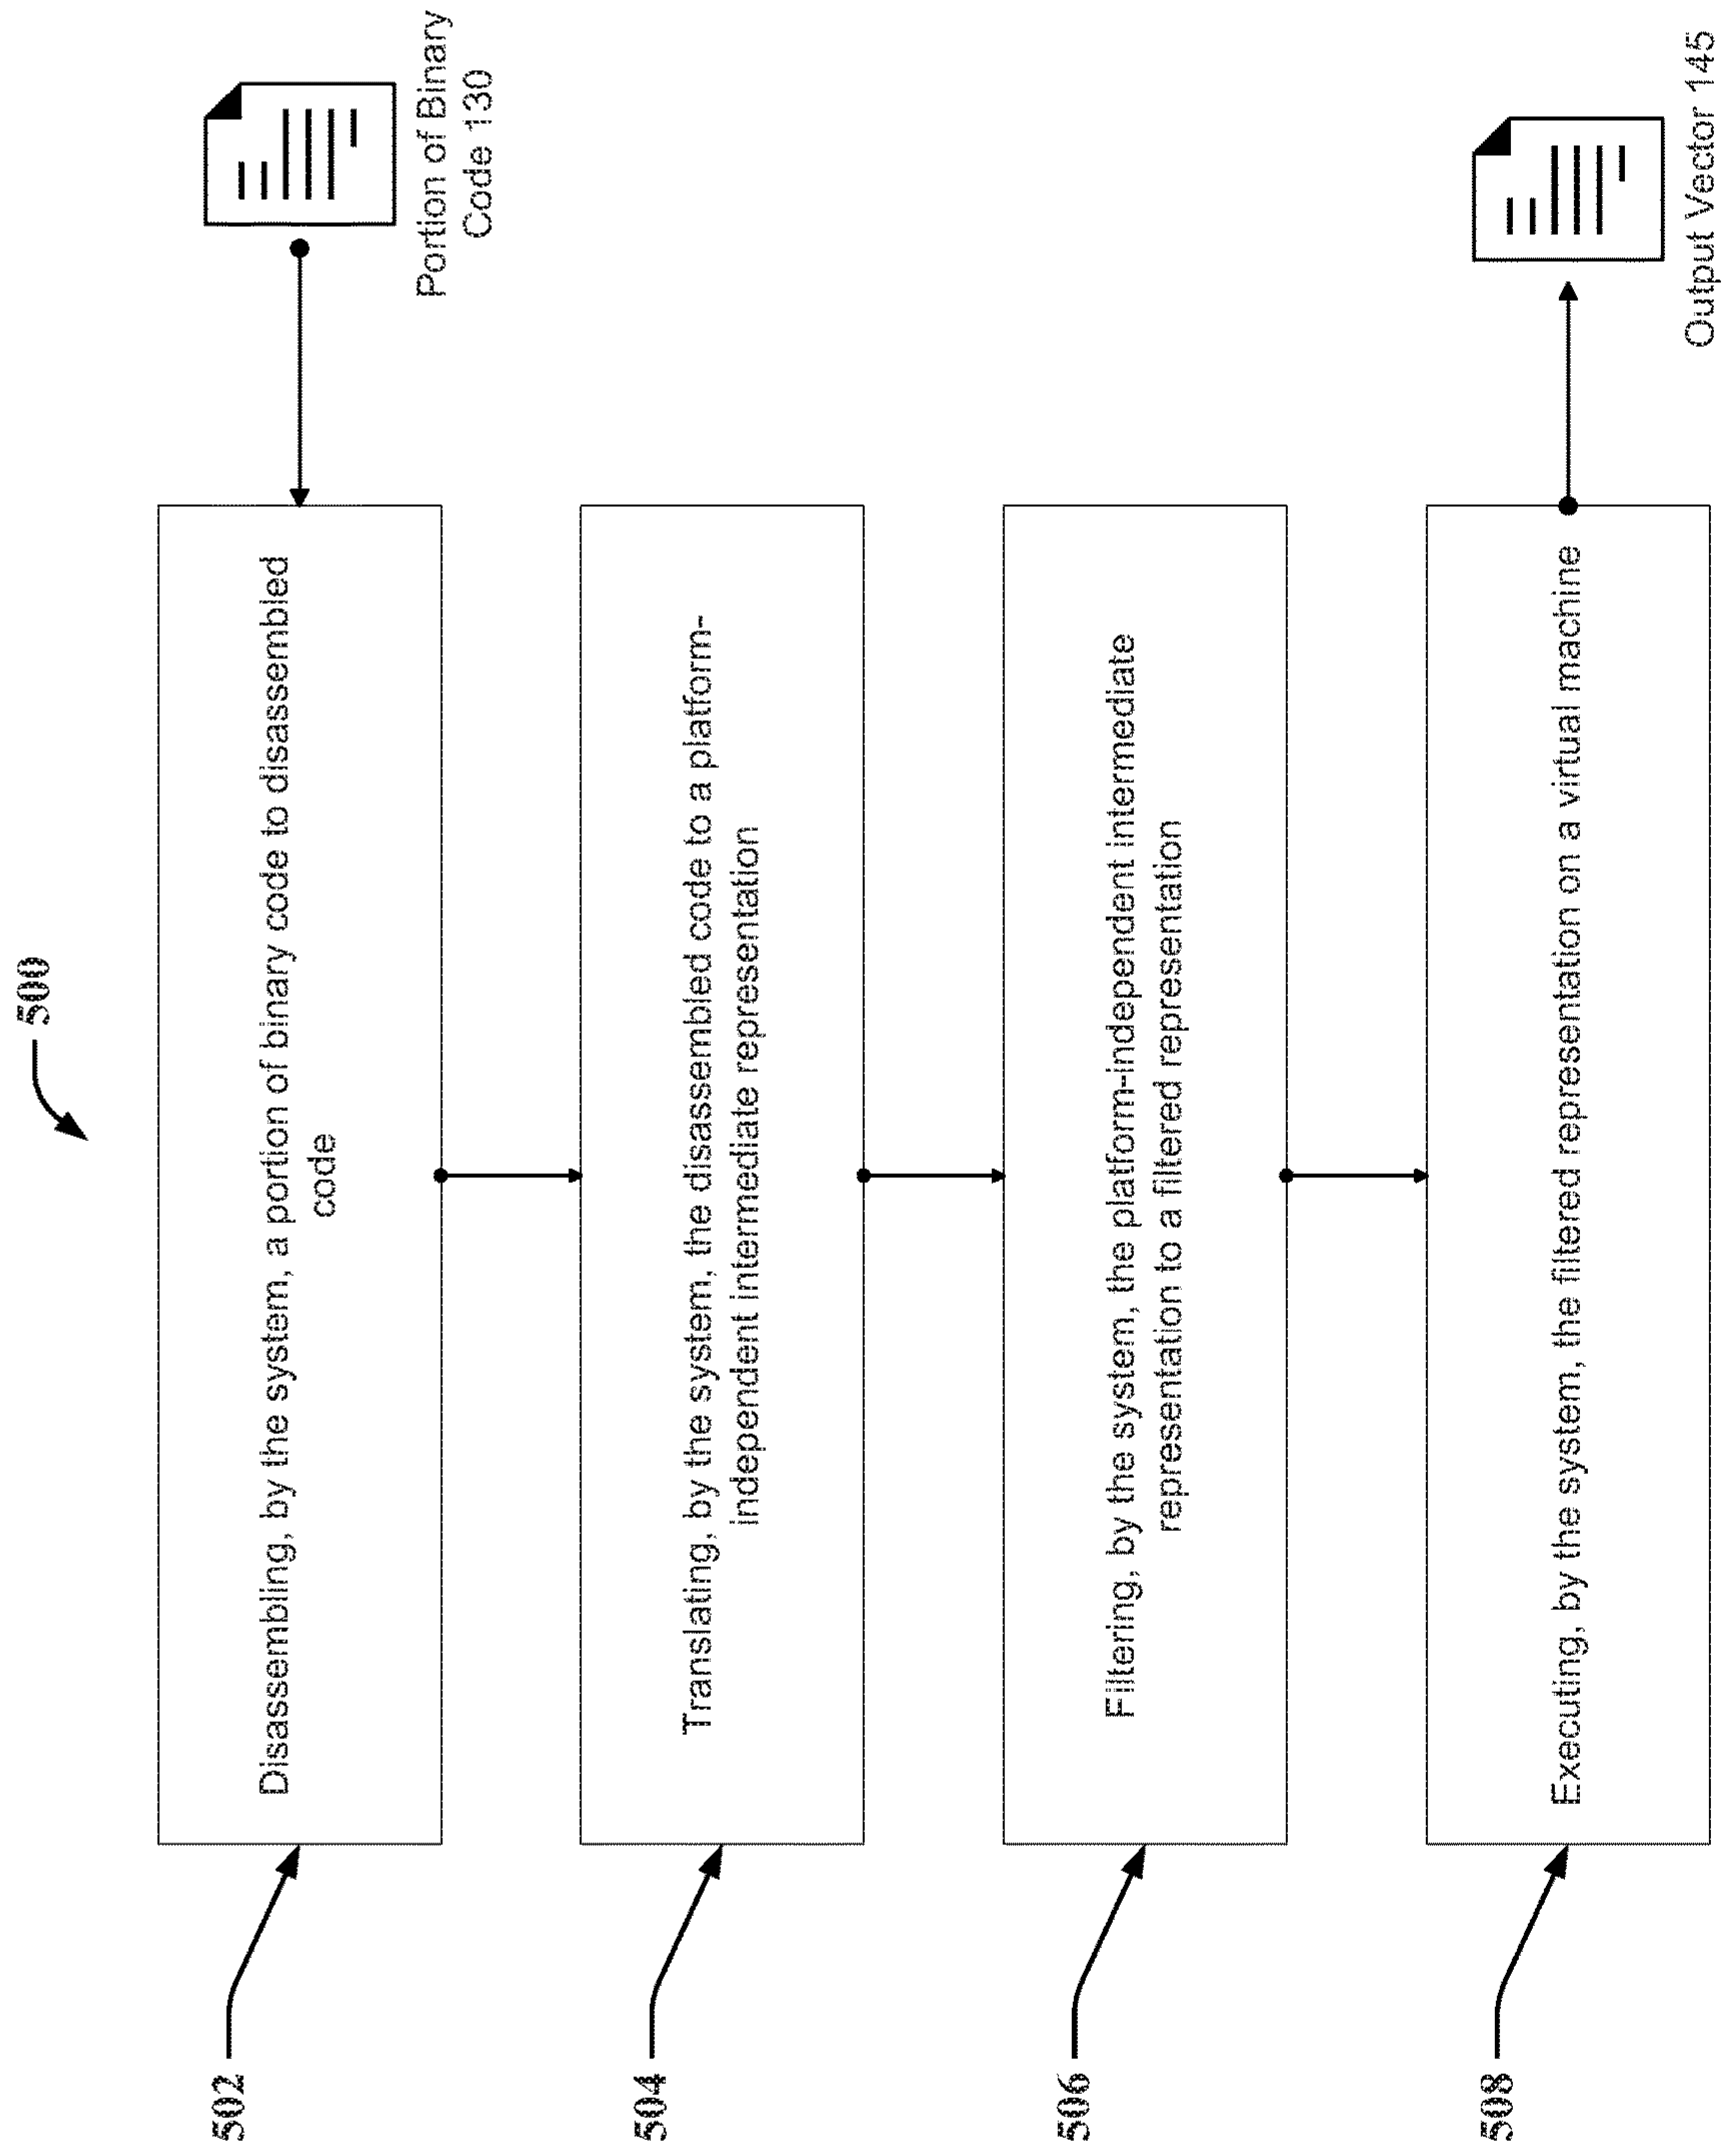 500
502
Disassembling, by the system, a portion of binary code to disassembled
code
Portion of Binary
Code 130
504
Translating, by the system, the disassembled code to a platform-
independent intermediate representation
506
Filtering, by the system, the platform-independent intermediate
representation to a filtered representation
508
Executing, by the system, the filtered representation on a virtual machine
Output Vector 145